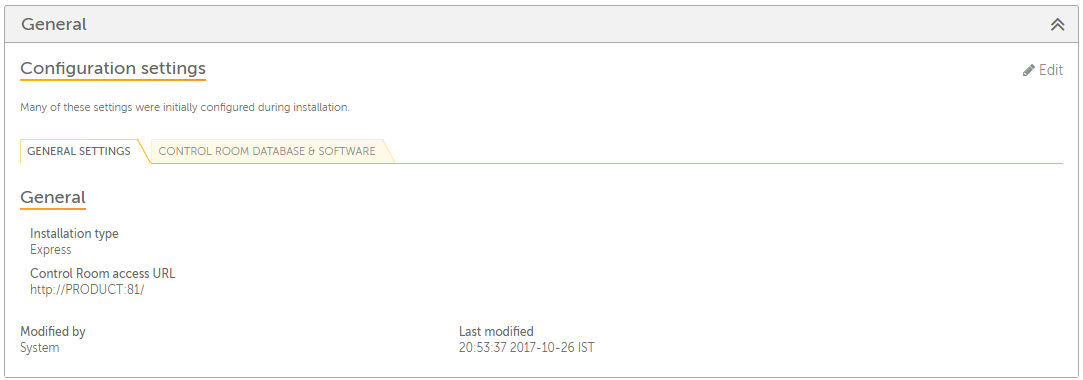 General
Configuration settings
Edit
Many of these settings were initially configured during installation.
GENERAL SETTINGS
CONTROL ROOM DATABASE & SOFTWARE
General
Installation type
Express
Control Room access URL
http://PRODUCT:81/
Modified by
System
Last modified
20:53:37 2017-10-26 IST